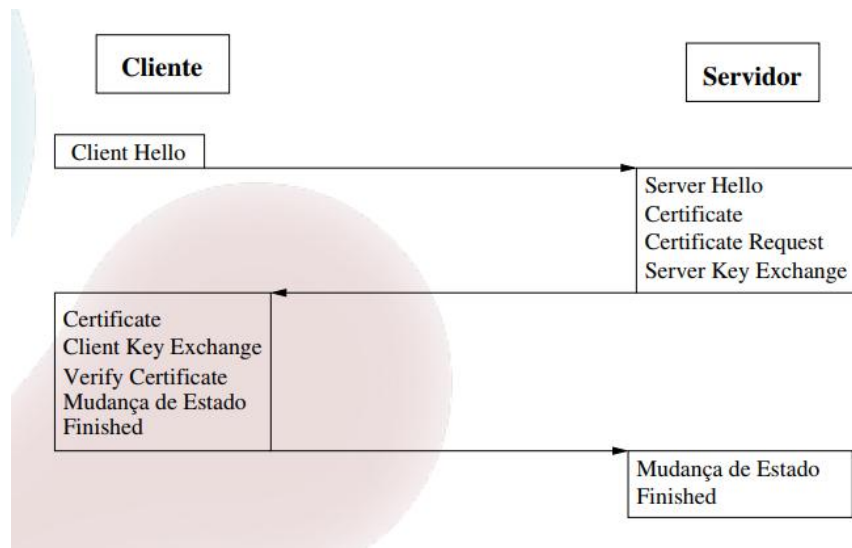 Cliente
Servidor
Client Hello
Server Hello
Certificate
Certificate Request
Server Key Exchange
Certificate
Client Key Exchange
Verify Certificate
Mudança de Estado
Finished
Mudança de Estado
Finished